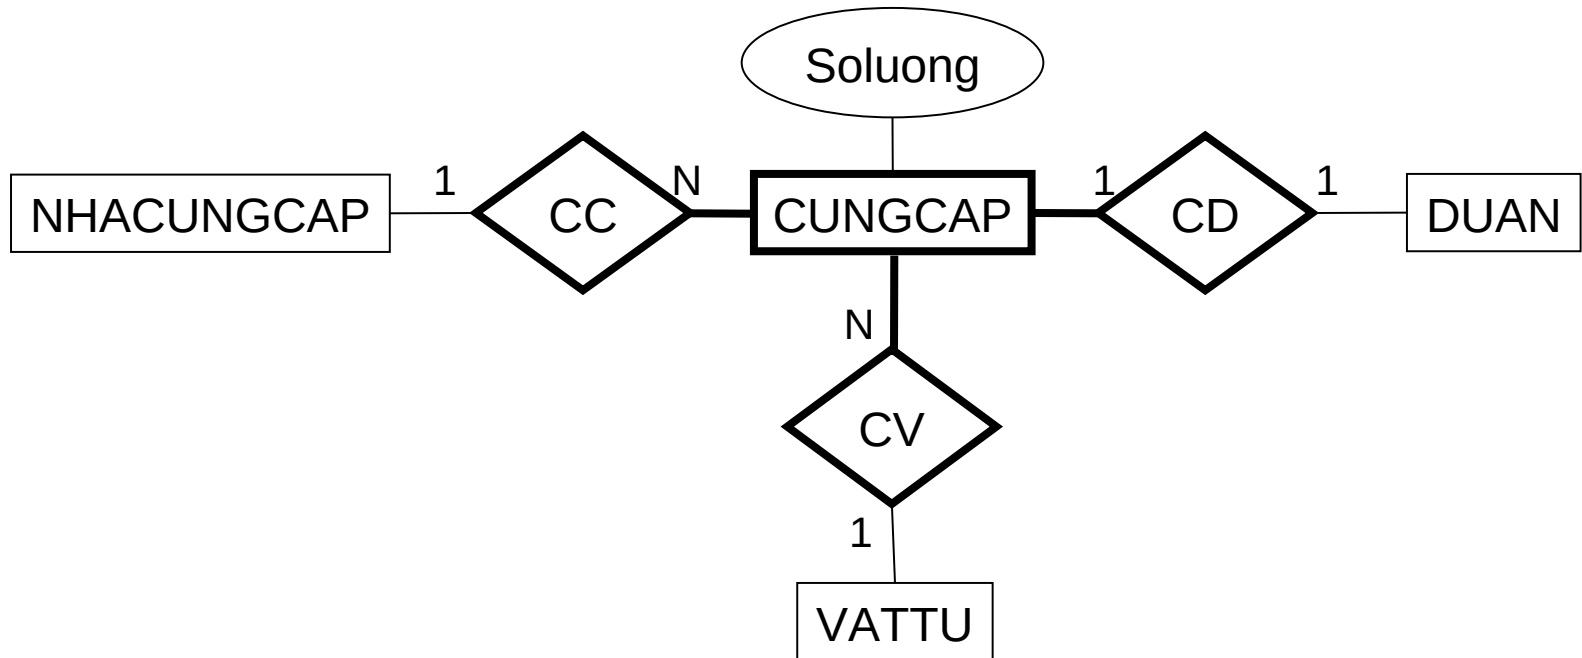 Soluong
1
N
1
1
NHACUNGCAP
CC
CUNGCAP
CD
DUAN
N
CV
1
VATTU